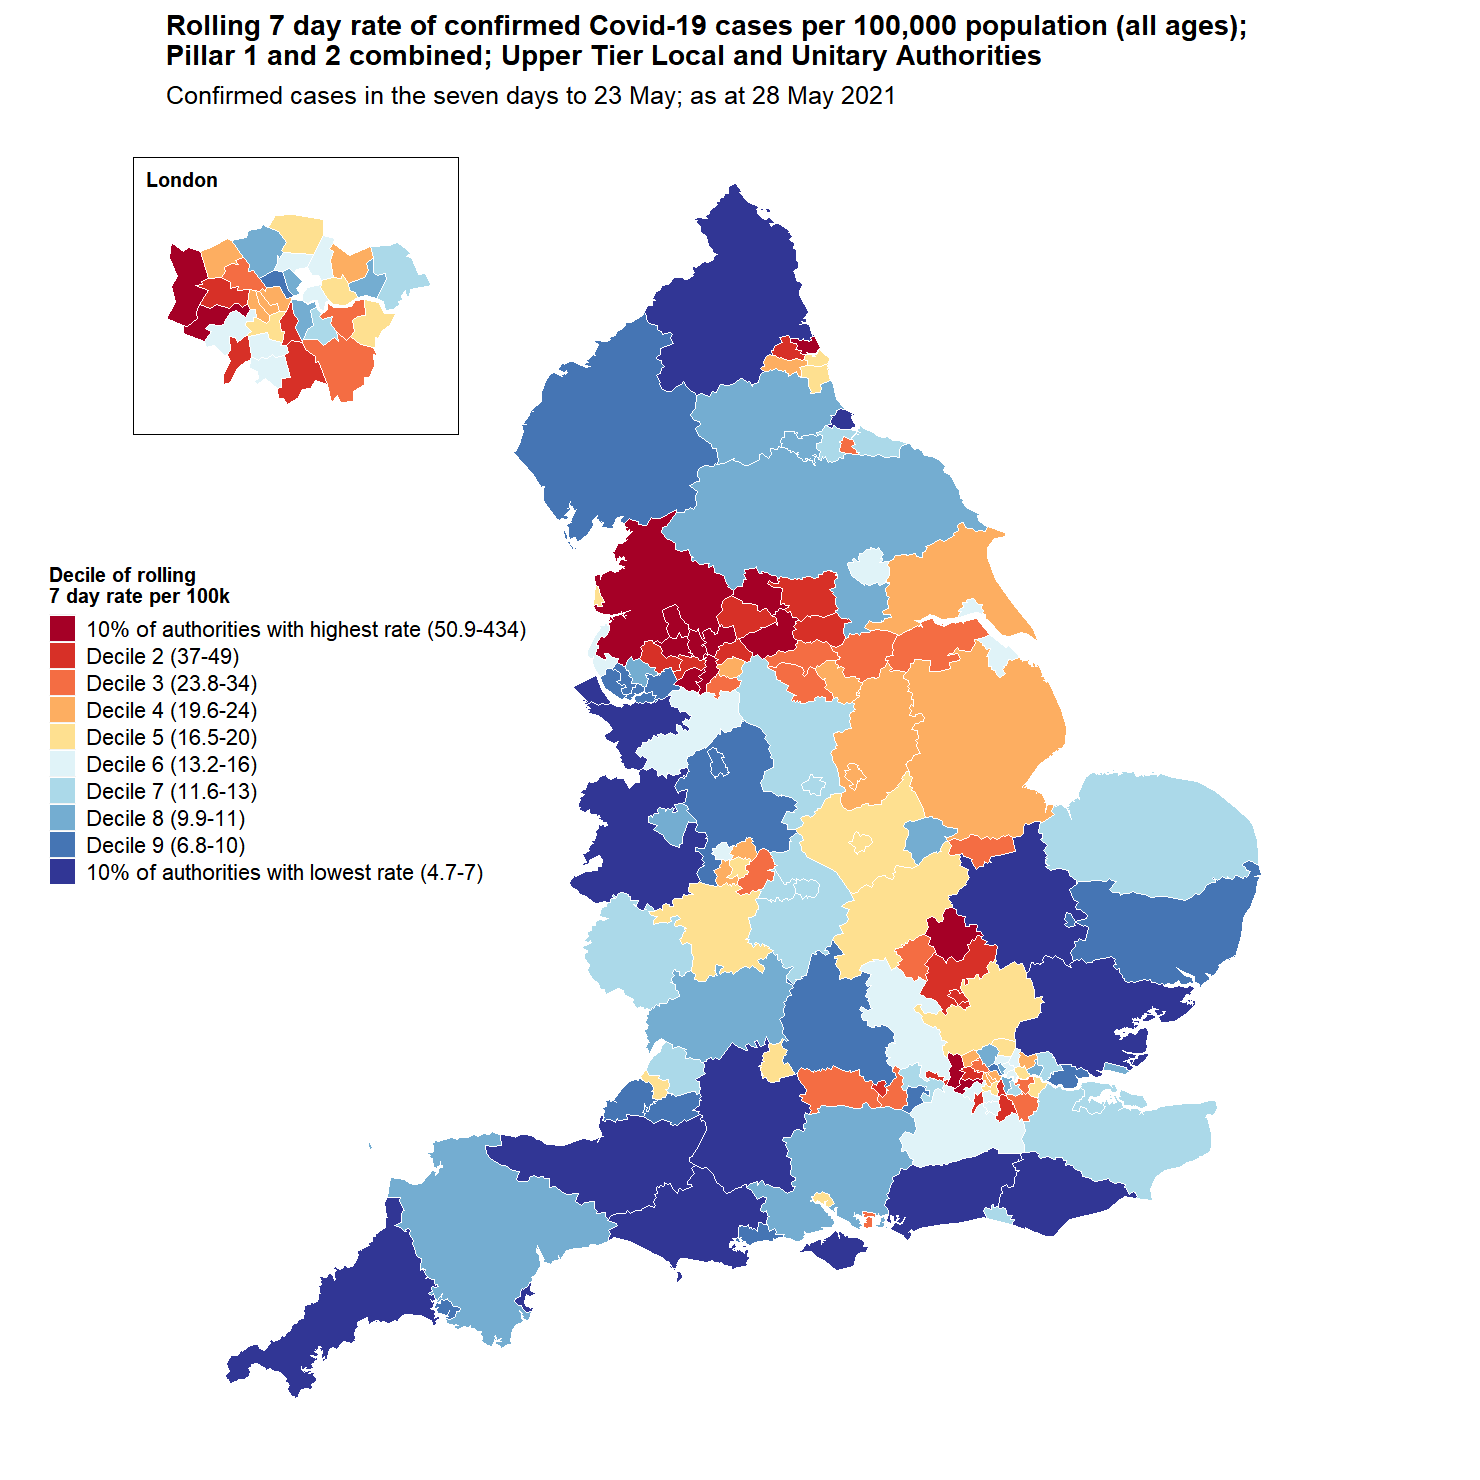 Rolling 7 day rate of confirmed Covid-19 cases per 100,000 population (all ages);
Pillar 1 and 2 combined; Upper Tier Local and Unitary Authorities
Confirmed cases in the seven days to 23 May; as at 28 May 2021
London
Decile of rolling
7 day rate per 100k
10% of authorities with highest rate (50.9-434)
Decile 2 (37-49)
Decile 3 (23.8-34)
Decile 4 (19.6-24)
Decile 5 (16.5-20)
Decile 6 (13.2-16)
Decile 7 (11.6-13)
Decile 8 (9.9-11)
Decile 9 (6.8-10)
10% of authorities with lowest rate (4.7-7)